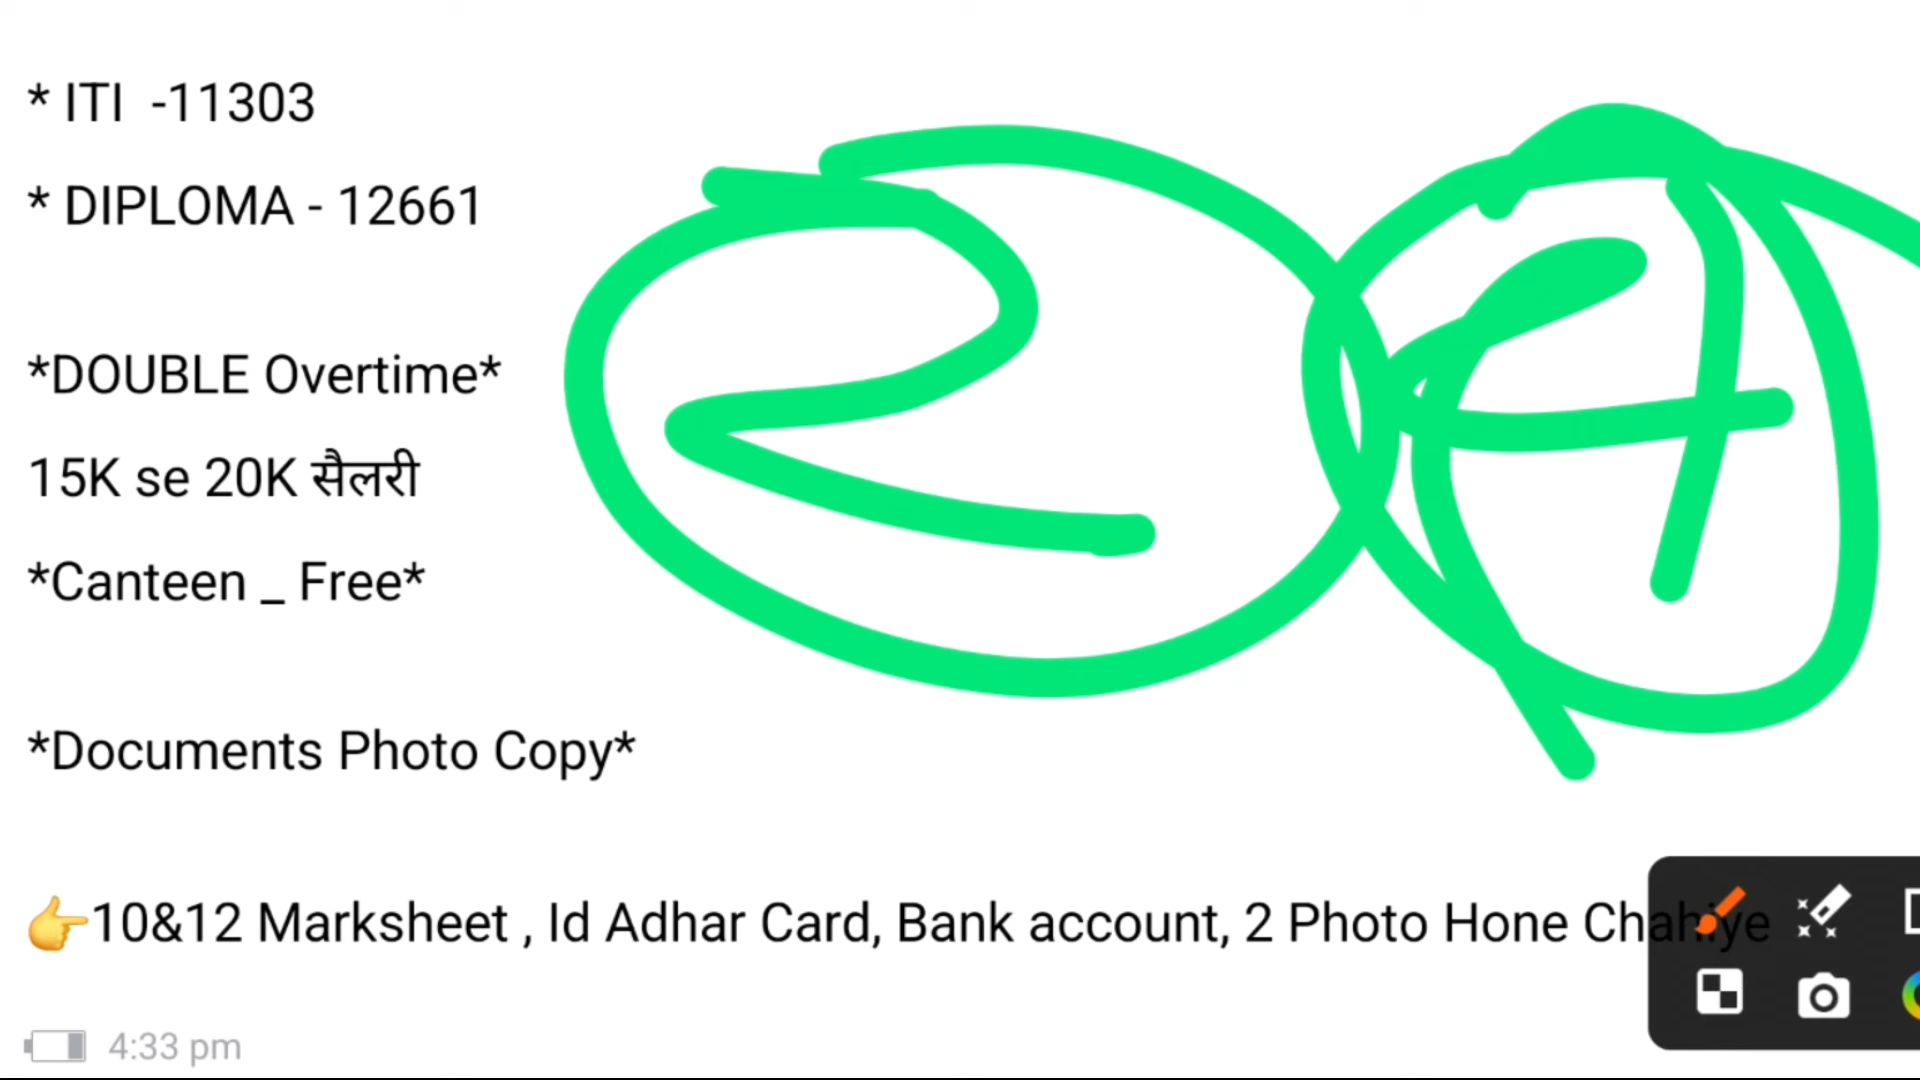 * ITI -11303
* DIPLOMA - 12661
*DOUBLE Overtime*
15K se 20K सैलरी
*Canteen _ Free*
*Documents Photo Copy*
👉10&12 Marksheet , Id Adhar Card, Bank account, 2 Photo Hone Chahiye
4:33 pm
2